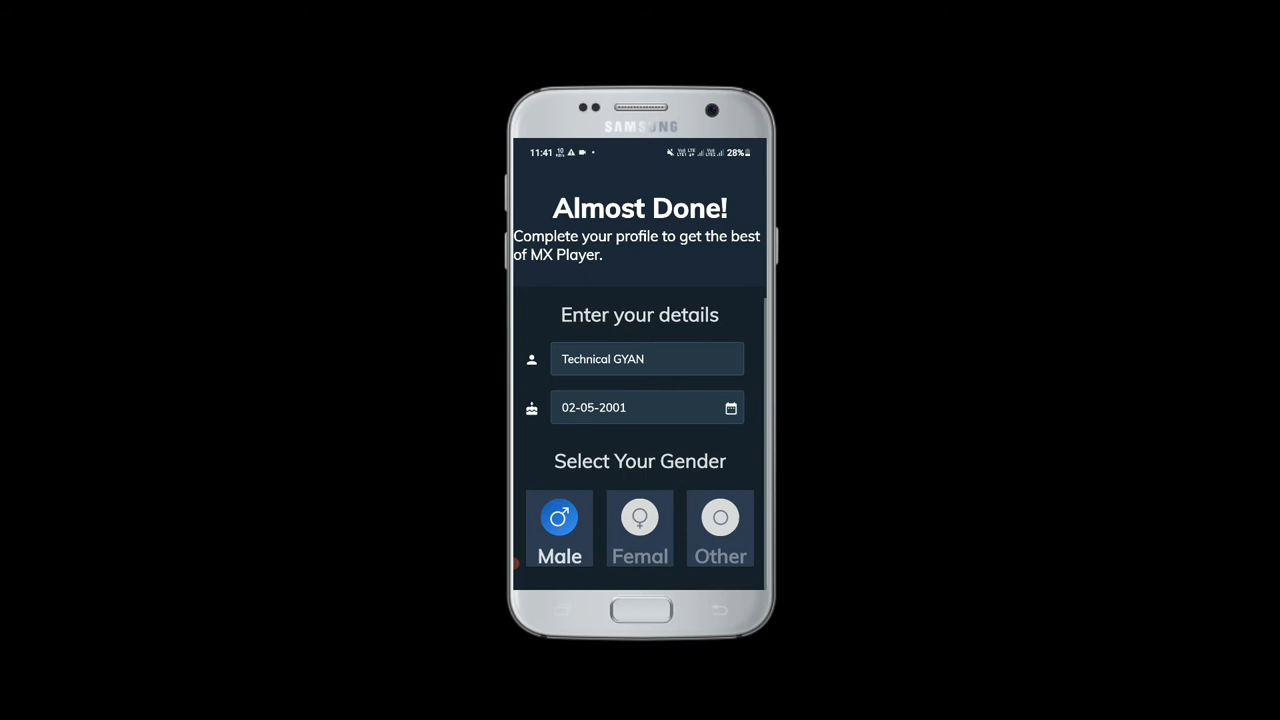 SAMSUNG
11:41
28%
Almost Done!
Complete your profile to get the best
of MX Player.
Enter your details
Technical GYAN
02-05-2001
Select Your Gender
Male Femal Other